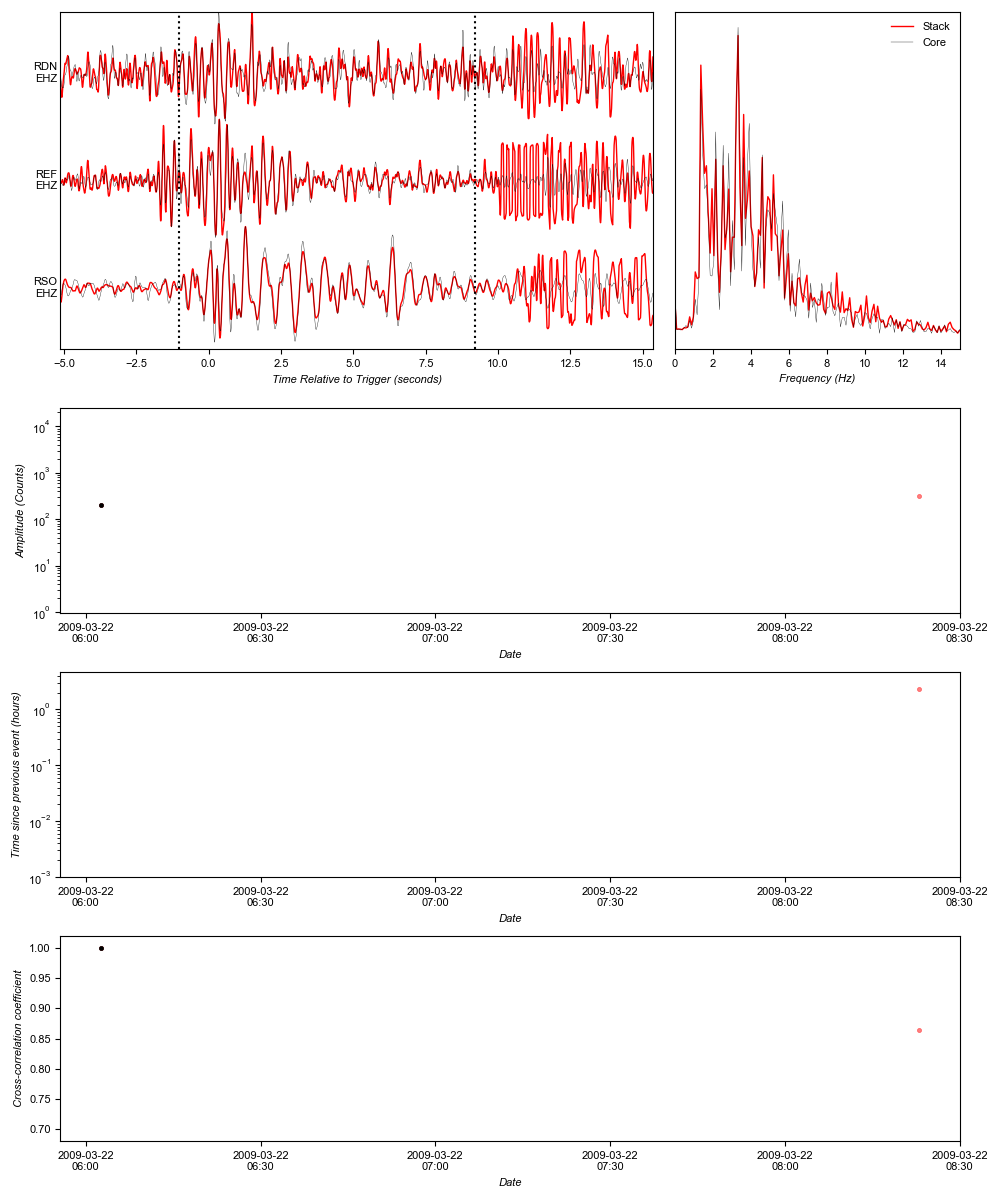 RDN
EHZ
REF
EHZ
RSO
EHZ
−5.0 −2.5 0.0 2.5 5.0 7.5 10.0 12.5 15.0
Time Relative to Trigger (seconds)
Stack
Core
0 2 4 6 8 10 12 14
Frequency (Hz)
10⁴
10³
10²
10¹
10⁰
Amplitude (Counts)
2009-03-22 2009-03-22 2009-03-22 2009-03-22 2009-03-22 2009-03-22
06:00 06:30 07:00 07:30 08:00 08:30
Date
10⁰
10⁻¹
10⁻²
10⁻³
Time since previous event (hours)
2009-03-22 2009-03-22 2009-03-22 2009-03-22 2009-03-22 2009-03-22
06:00 06:30 07:00 07:30 08:00 08:30
Date
1.00
0.95
0.90
0.85
0.80
0.75
0.70
Cross-correlation coefficient
2009-03-22 2009-03-22 2009-03-22 2009-03-22 2009-03-22 2009-03-22
06:00 06:30 07:00 07:30 08:00 08:30
Date